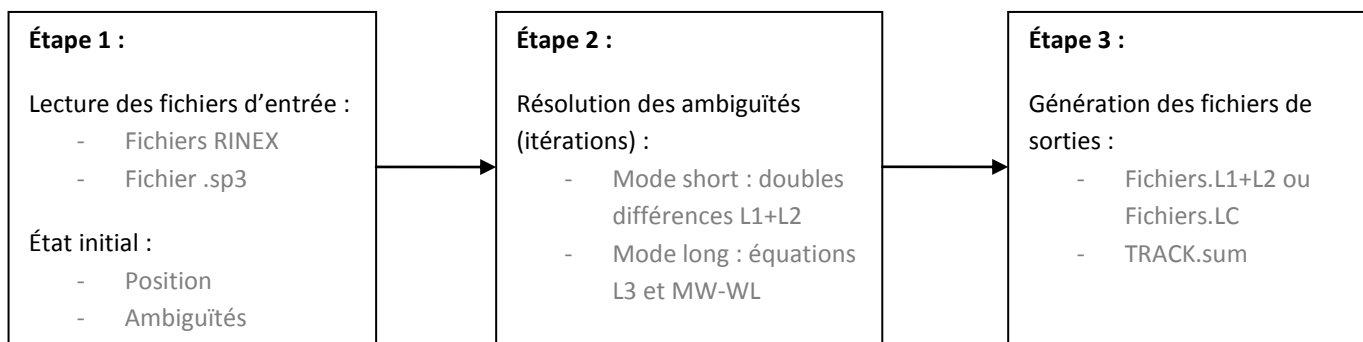 Étape 1 :
Lecture des fichiers d'entrée :
- Fichiers RINEX
- Fichier .sp3
État initial :
- Position
- Ambiguïtés
Étape 2 :
Résolution des ambiguïtés
(itérations) :
- Mode short : doubles
différences L1+L2
- Mode long : équations
L3 et MW-WL
Étape 3 :
Génération des fichiers de
sorties :
- Fichiers.L1+L2 ou
Fichiers.LC
- TRACK.sum